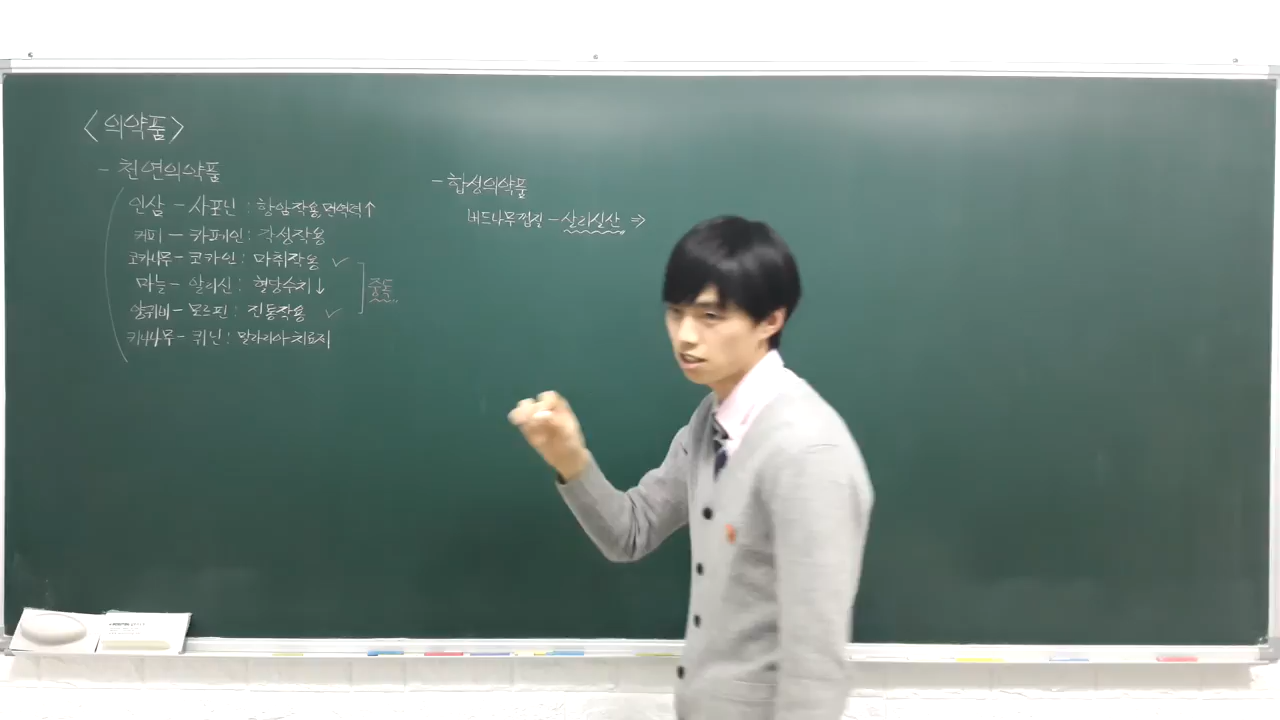 <의약품>
- 천연의약품
인삼 - 사포닌 : 항암작용, 면역력↑
커피 - 카페인 : 각성작용
코카나무 - 코카인 : 마취작용 ✓
마늘 - 알리신 : 혈당수치↓
양귀비 - 모르핀 : 진통작용 ✓
키나나무 - 퀴닌 : 말라리아 치료제
중독
- 합성의약품
버드나무 껍질 - 살리실산 ⇒